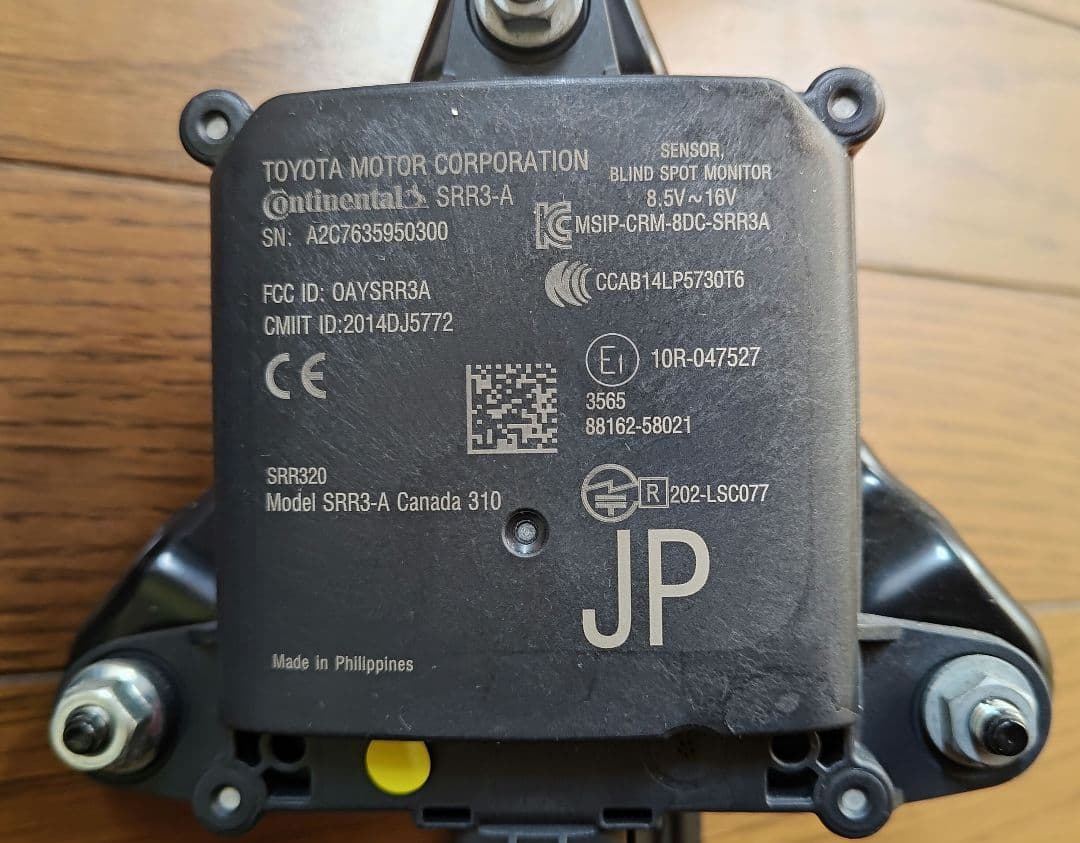 TOYOTA MOTOR CORPORATION
Continental SRR3-A
SN: A2C7635950300
SENSOR,
BLIND SPOT MONITOR
8.5V~16V
MSIP-CRM-8DC-SRR3A
FCC ID: OAYSRR3A
CMIIT ID:2014DJ5772
CCAB14LP5730T6
CE
E1 10R-047527
3565
88162-58021
SRR320
Model SRR3-A Canada 310
R 202-LSC077
JP
Made in Philippines